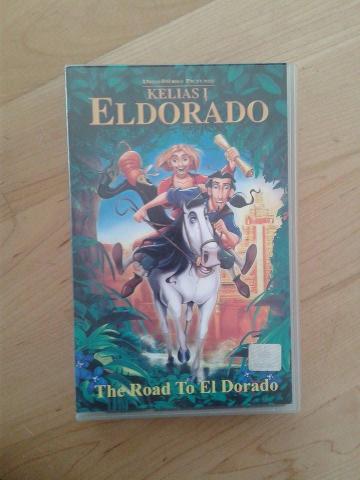 DREAMWORKS PICTURES
KELIAS Į
ELDORADO
The Road To El Dorado